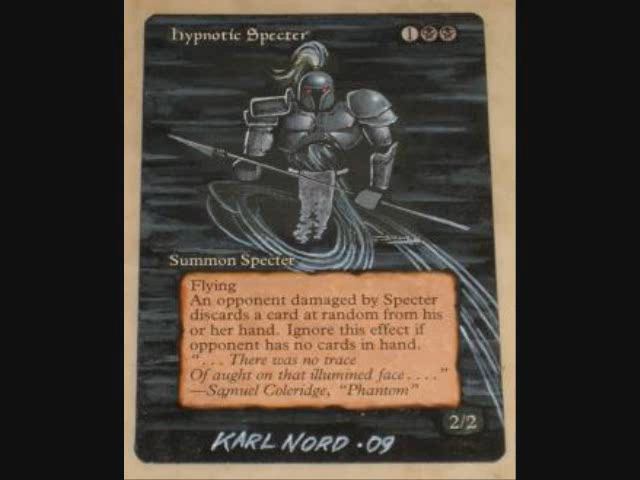 Hypnotic Specter
1
Summon Specter
Flying
An opponent damaged by Specter
discards a card at random from his
or her hand. Ignore this effect if
opponent has no cards in hand.
". . . There was no trace
Of aught on that illumined face . . . ."
—Samuel Coleridge, "Phantom"
2/2
KARL NORD · 09